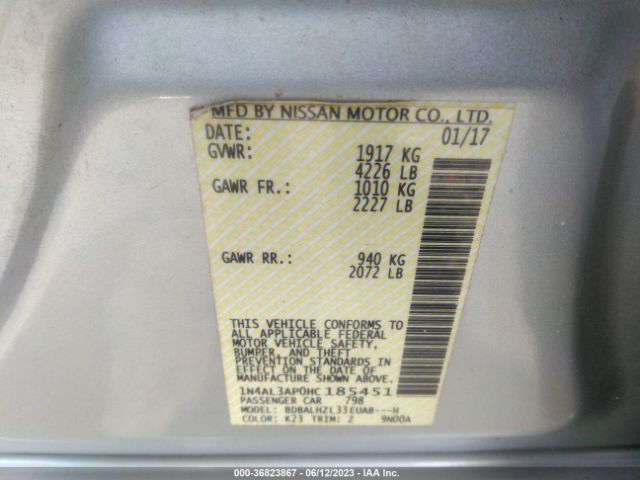 MFD BY NISSAN MOTOR CO., LTD.
DATE: 01/17
GVWR: 1917 KG
4226 LB
GAWR FR.: 1010 KG
2227 LB
GAWR RR.: 940 KG
2072 LB
THIS VEHICLE CONFORMS TO
ALL APPLICABLE FEDERAL
MOTOR VEHICLE SAFETY,
BUMPER, AND THEFT
PREVENTION STANDARDS
IN EFFECT ON THE DATE OF
MANUFACTURE SHOWN ABOVE.
1N4AL3AP0HC185451
PASSENGER CAR 798
MODEL: BDBALHZL33EUAB---H
COLOR: K23 TRIM: Z 9N00A
000-36823867 - 06/12/2023 - IAA Inc.